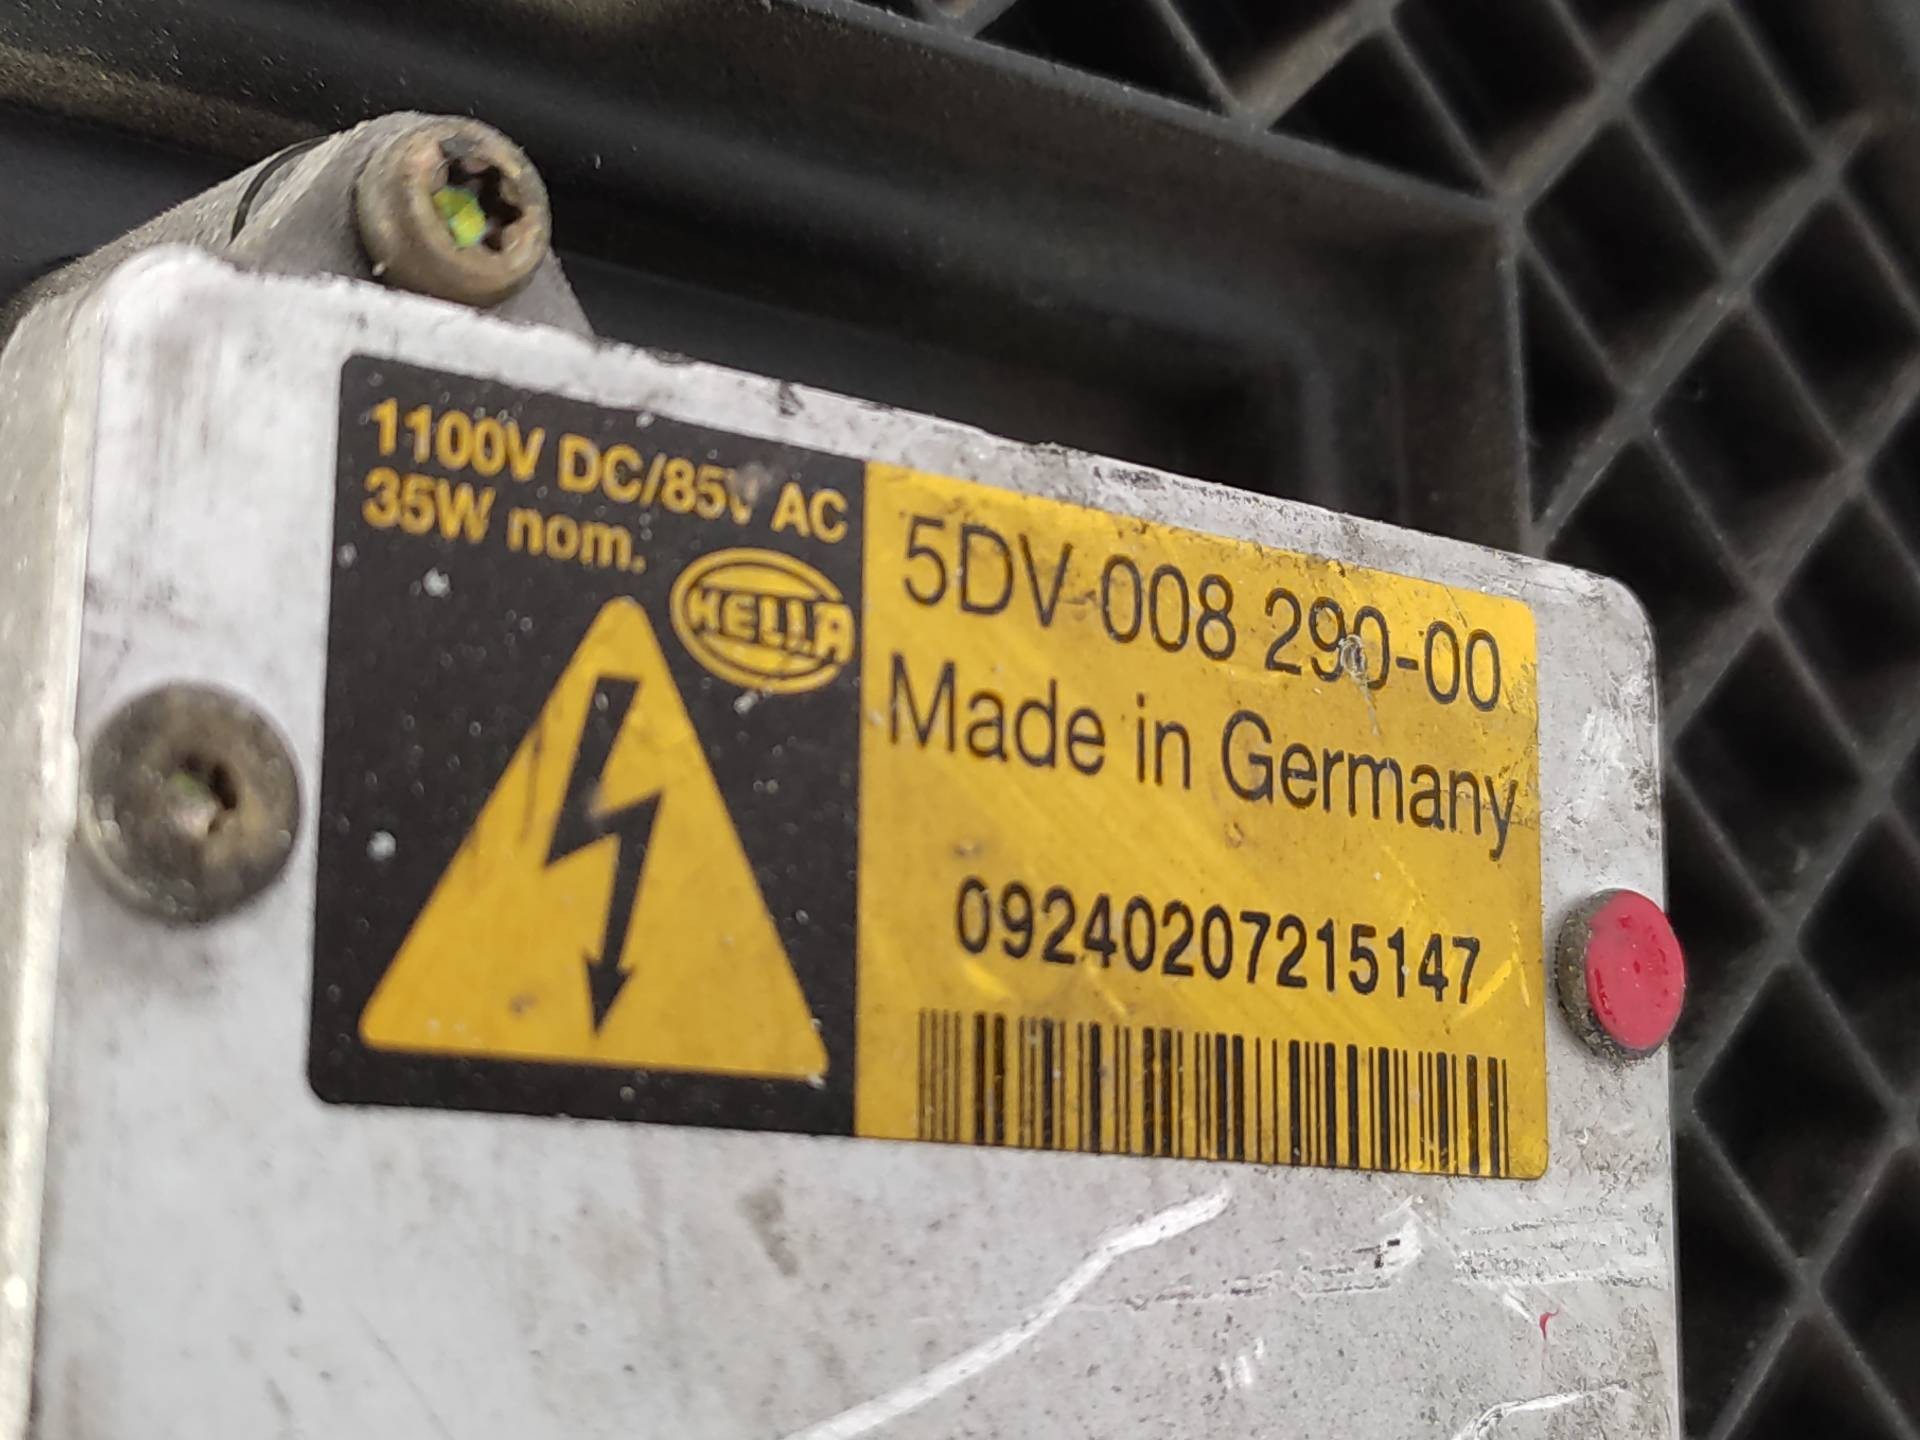 1100V DC/85V AC
35W nom.
HELLA
5DV 008 290-00
Made in Germany
09240207215147